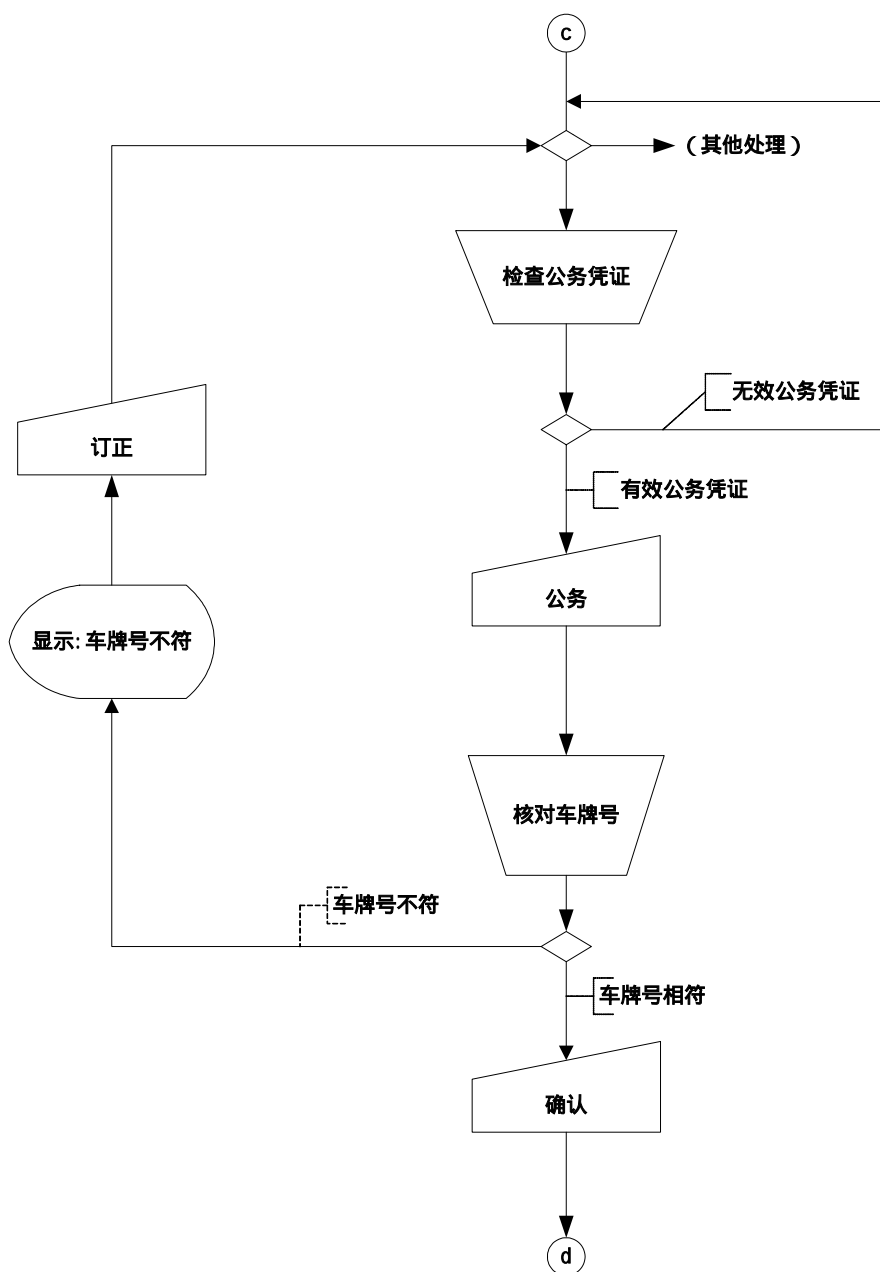 c
（其他处理）
检查公务凭证
无效公务凭证
订正
有效公务凭证
公务
显示: 车牌号不符
核对车牌号
车牌号不符
车牌号相符
确认
d